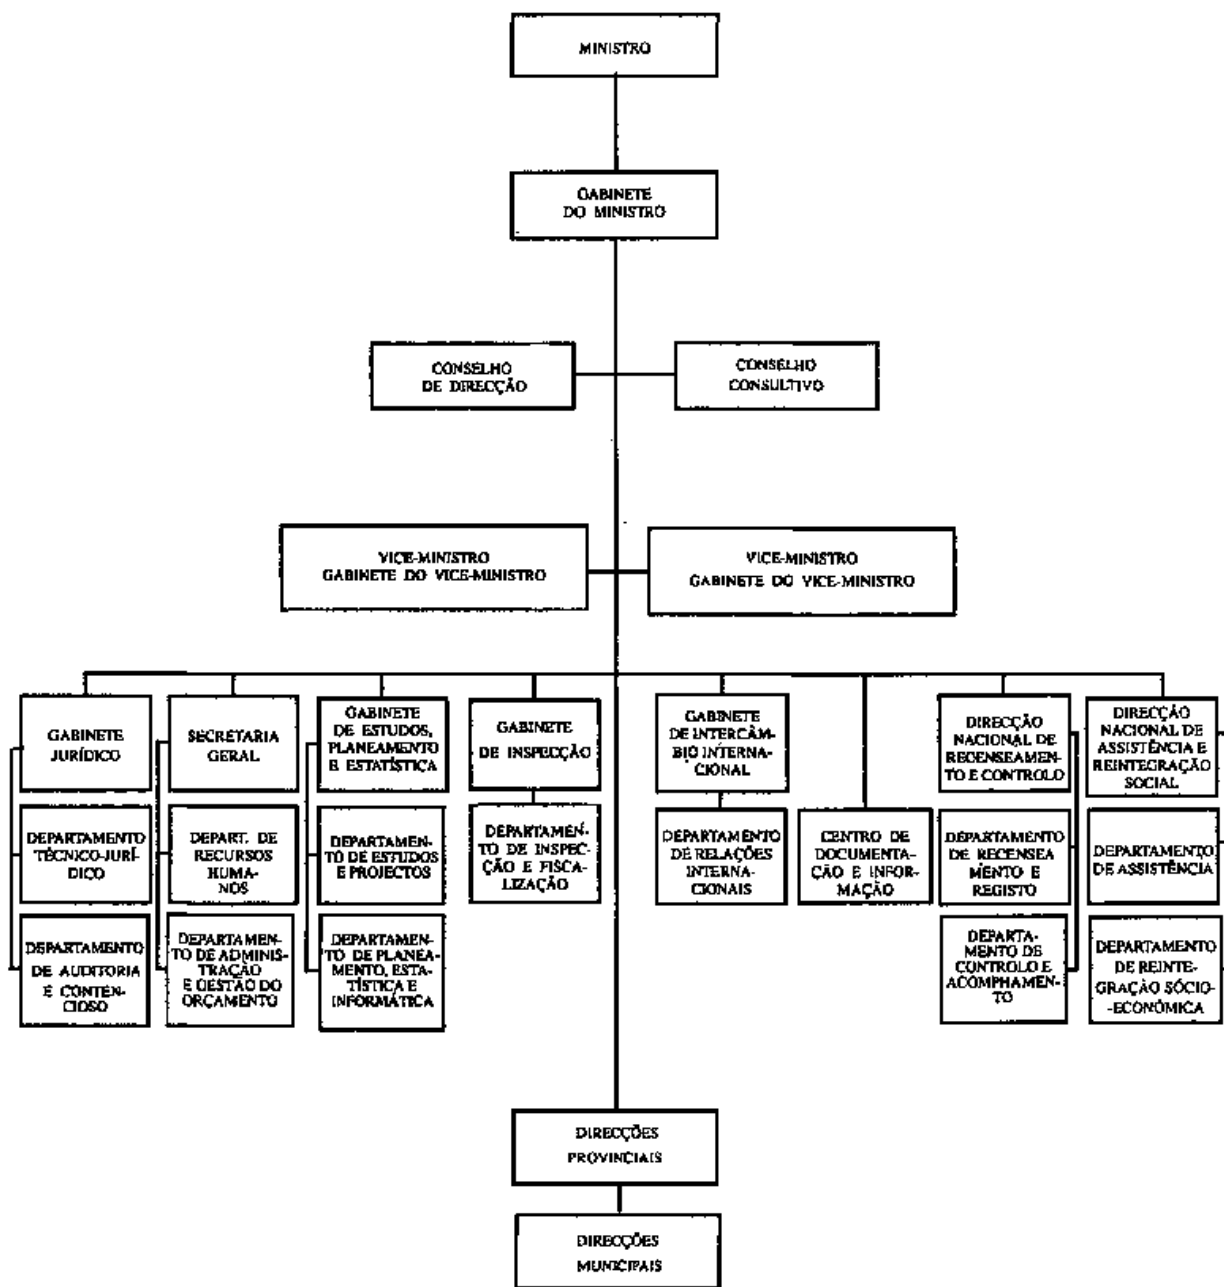 MINISTRO
GABINETE
DO MINISTRO
CONSELHO
DE DIRECÇÃO
CONSELHO
CONSULTIVO
VICE-MINISTRO
GABINETE DO VICE-MINISTRO
VICE-MINISTRO
GABINETE DO VICE-MINISTRO
GABINETE
JURÍDICO
SECRETARIA
GERAL
GABINETE
DE ESTUDOS,
PLANEAMENTO
E ESTATÍSTICA
GABINETE
DE INSPECÇÃO
GABINETE
DE INTERCÂM-
BIO INTERNA-
CIONAL
DIRECÇÃO
NACIONAL DE
RECENSEAMEN-
TO E CONTROLO
DIRECÇÃO
NACIONAL
DE ASSISTÊNCIA E
REINTEGRAÇÃO
SOCIAL
DEPARTAMENTO
TÉCNICO-JURÍ-
DICO
DEPART. DE
RECURSOS
HUMA-
NOS
DEPARTAMEN-
TO DE ESTUDOS
E PROJECTOS
DEPARTAMEN-
TO DE INSPEC-
ÇÃO E FISCA-
LIZAÇÃO
DEPARTAMENTO
DE RELAÇÕES
INTERNA-
CIONAIS
CENTRO DE
DOCUMENTA-
ÇÃO E INFOR-
MAÇÃO
DEPARTAMENTO
DE RECENSEA
MENTO E
REGISTO
DEPARTAMENTO
DE ASSISTÊNCIA
DEPARTAMENTO
DE AUDITORIA
E CONTEN-
CIOSO
DEPARTAMEN-
TO DE ADMINIS-
TRAÇÃO
E GESTÃO DO
ORÇAMENTO
DEPARTAMEN-
TO DE PLANEA-
MENTO, ESTA-
TÍSTICA E
INFORMÁTICA
DEPARTA-
MENTO DE
CONTROLO E
ACOMPHAMEN-
TO
DEPARTAMENTO
DE REINTE-
GRAÇÃO SÓCIO-
-ECONÓMICA
DIRECÇÕES
PROVINCIAIS
DIRECÇÕES
MUNICIPAIS